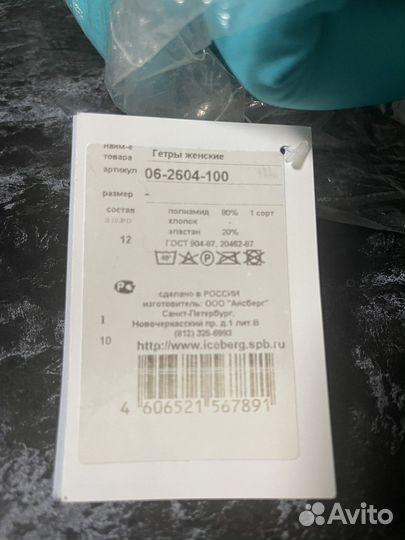 наим-е
товара Гетры женские
артикул 06-2604-100
размер -
состав полиамид 80% 1 сорт
хлопок -
эластан 20%
12 ГОСТ 904-87, 20462-87
40° P
Рс
сделано в РОССИИ
изготовитель: ООО "Айсберг"
Санкт-Петербург,
1 Новочеркасский пр. д.1 лит.В
(812) 325-6993
10 http://www.iceberg.spb.ru
4 606521 567891
Avito